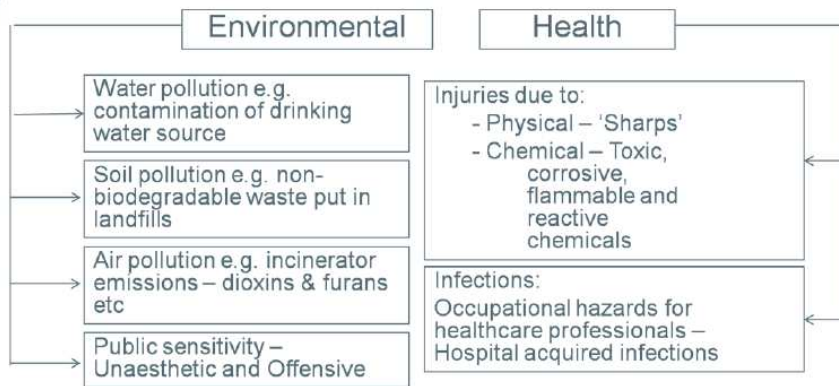 Environmental
Water pollution e.g.
contamination of drinking
water source
Soil pollution e.g. non-
biodegradable waste put in
landfills
Air pollution e.g. incinerator
emissions – dioxins & furans
etc
Public sensitivity –
Unaesthetic and Offensive
Health
Injuries due to:
- Physical – ‘Sharps’
- Chemical – Toxic,
corrosive,
flammable and
reactive
chemicals
Infections:
Occupational hazards for
healthcare professionals –
Hospital acquired infections